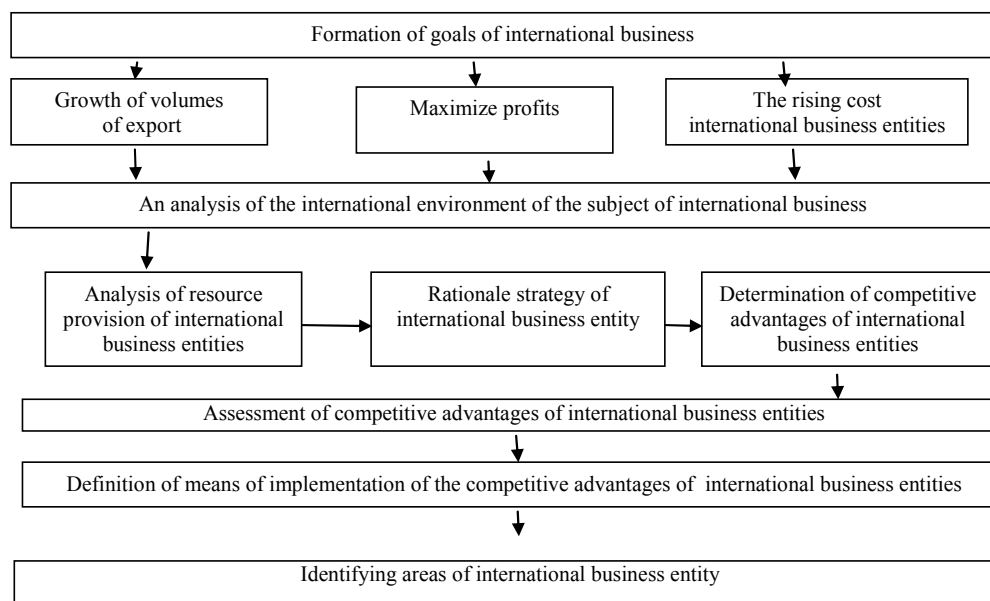 Formation of goals of international business
Growth of volumes
of export
Maximize profits
The rising cost
international business entities
An analysis of the international environment of the subject of international business
Analysis of resource
provision of international
business entities
Rationale strategy of
international business entity
Determination of competitive
advantages of international
business entities
Assessment of competitive advantages of international business entities
Definition of means of implementation of the competitive advantages of international business entities
Identifying areas of international business entity